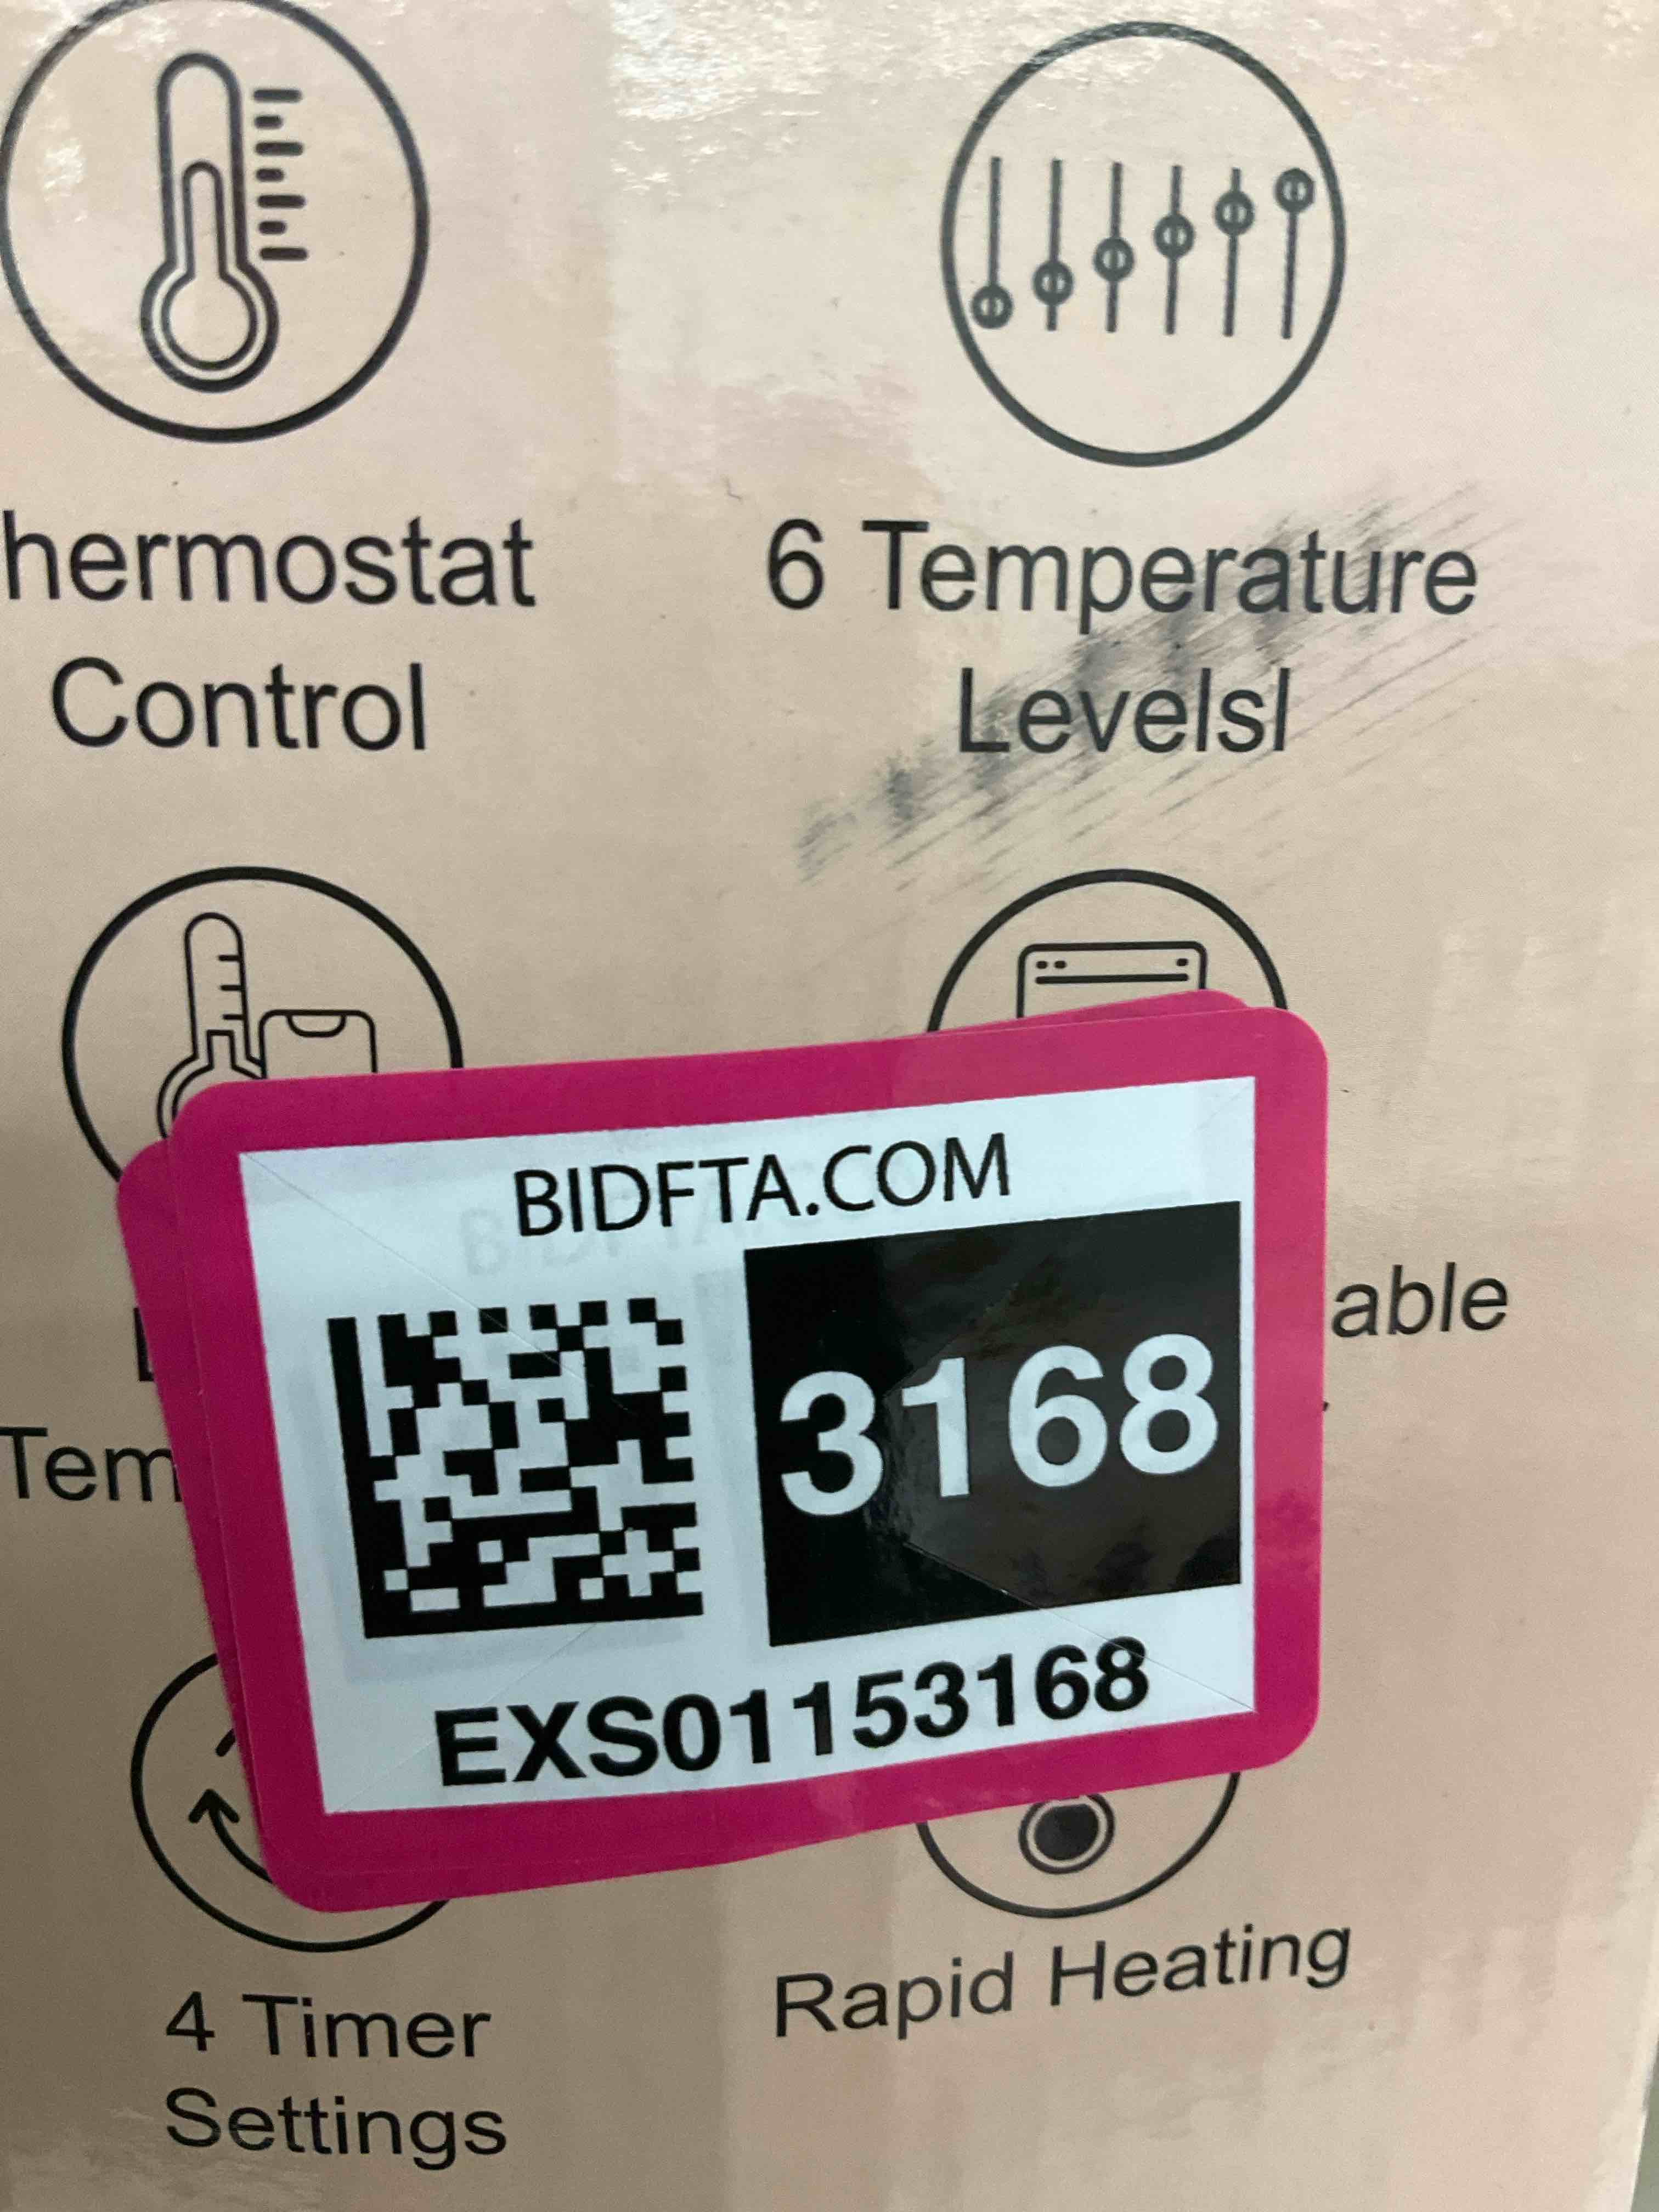 hermostat
Control
6 Temperature
Levelsl
BIDFTA.COM
3168
EXS01153168
able
Tem
4 Timer
Settings
Rapid Heating